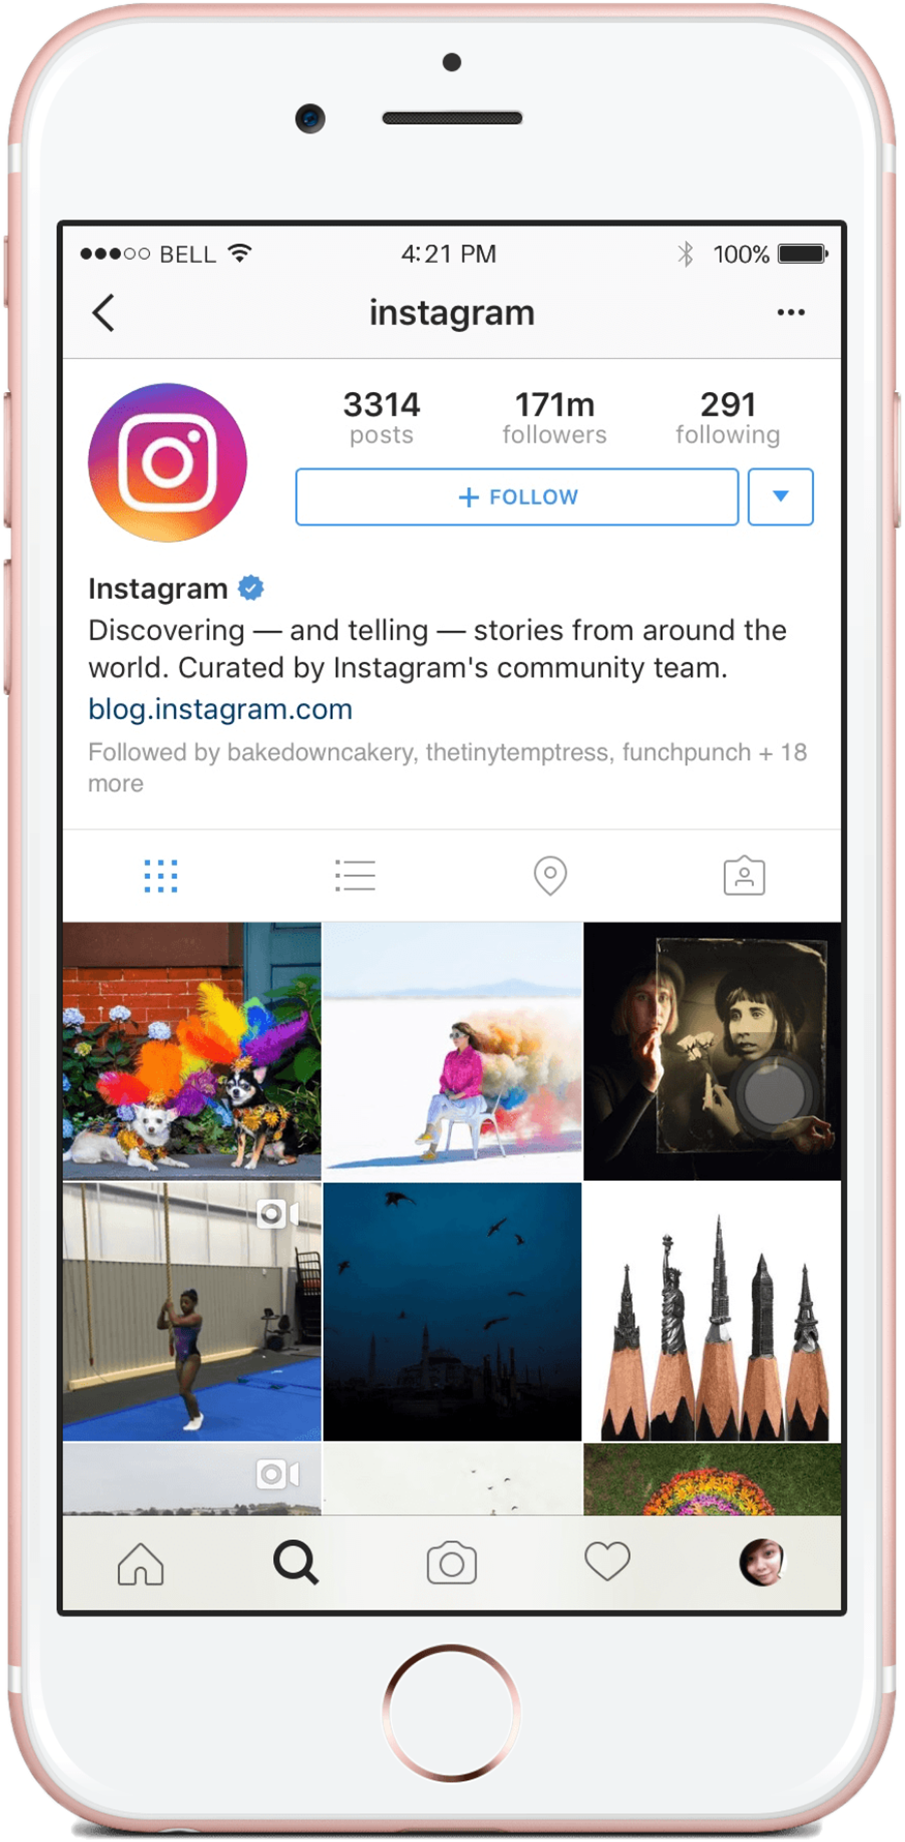 BELL 4:21 PM 100%
instagram
3314 171m 291
posts followers following
+ FOLLOW
Instagram
Discovering — and telling — stories from around the
world. Curated by Instagram's community team.
blog.instagram.com
Followed by bakedowncakery, thetinytemptress, funchpunch + 18
more